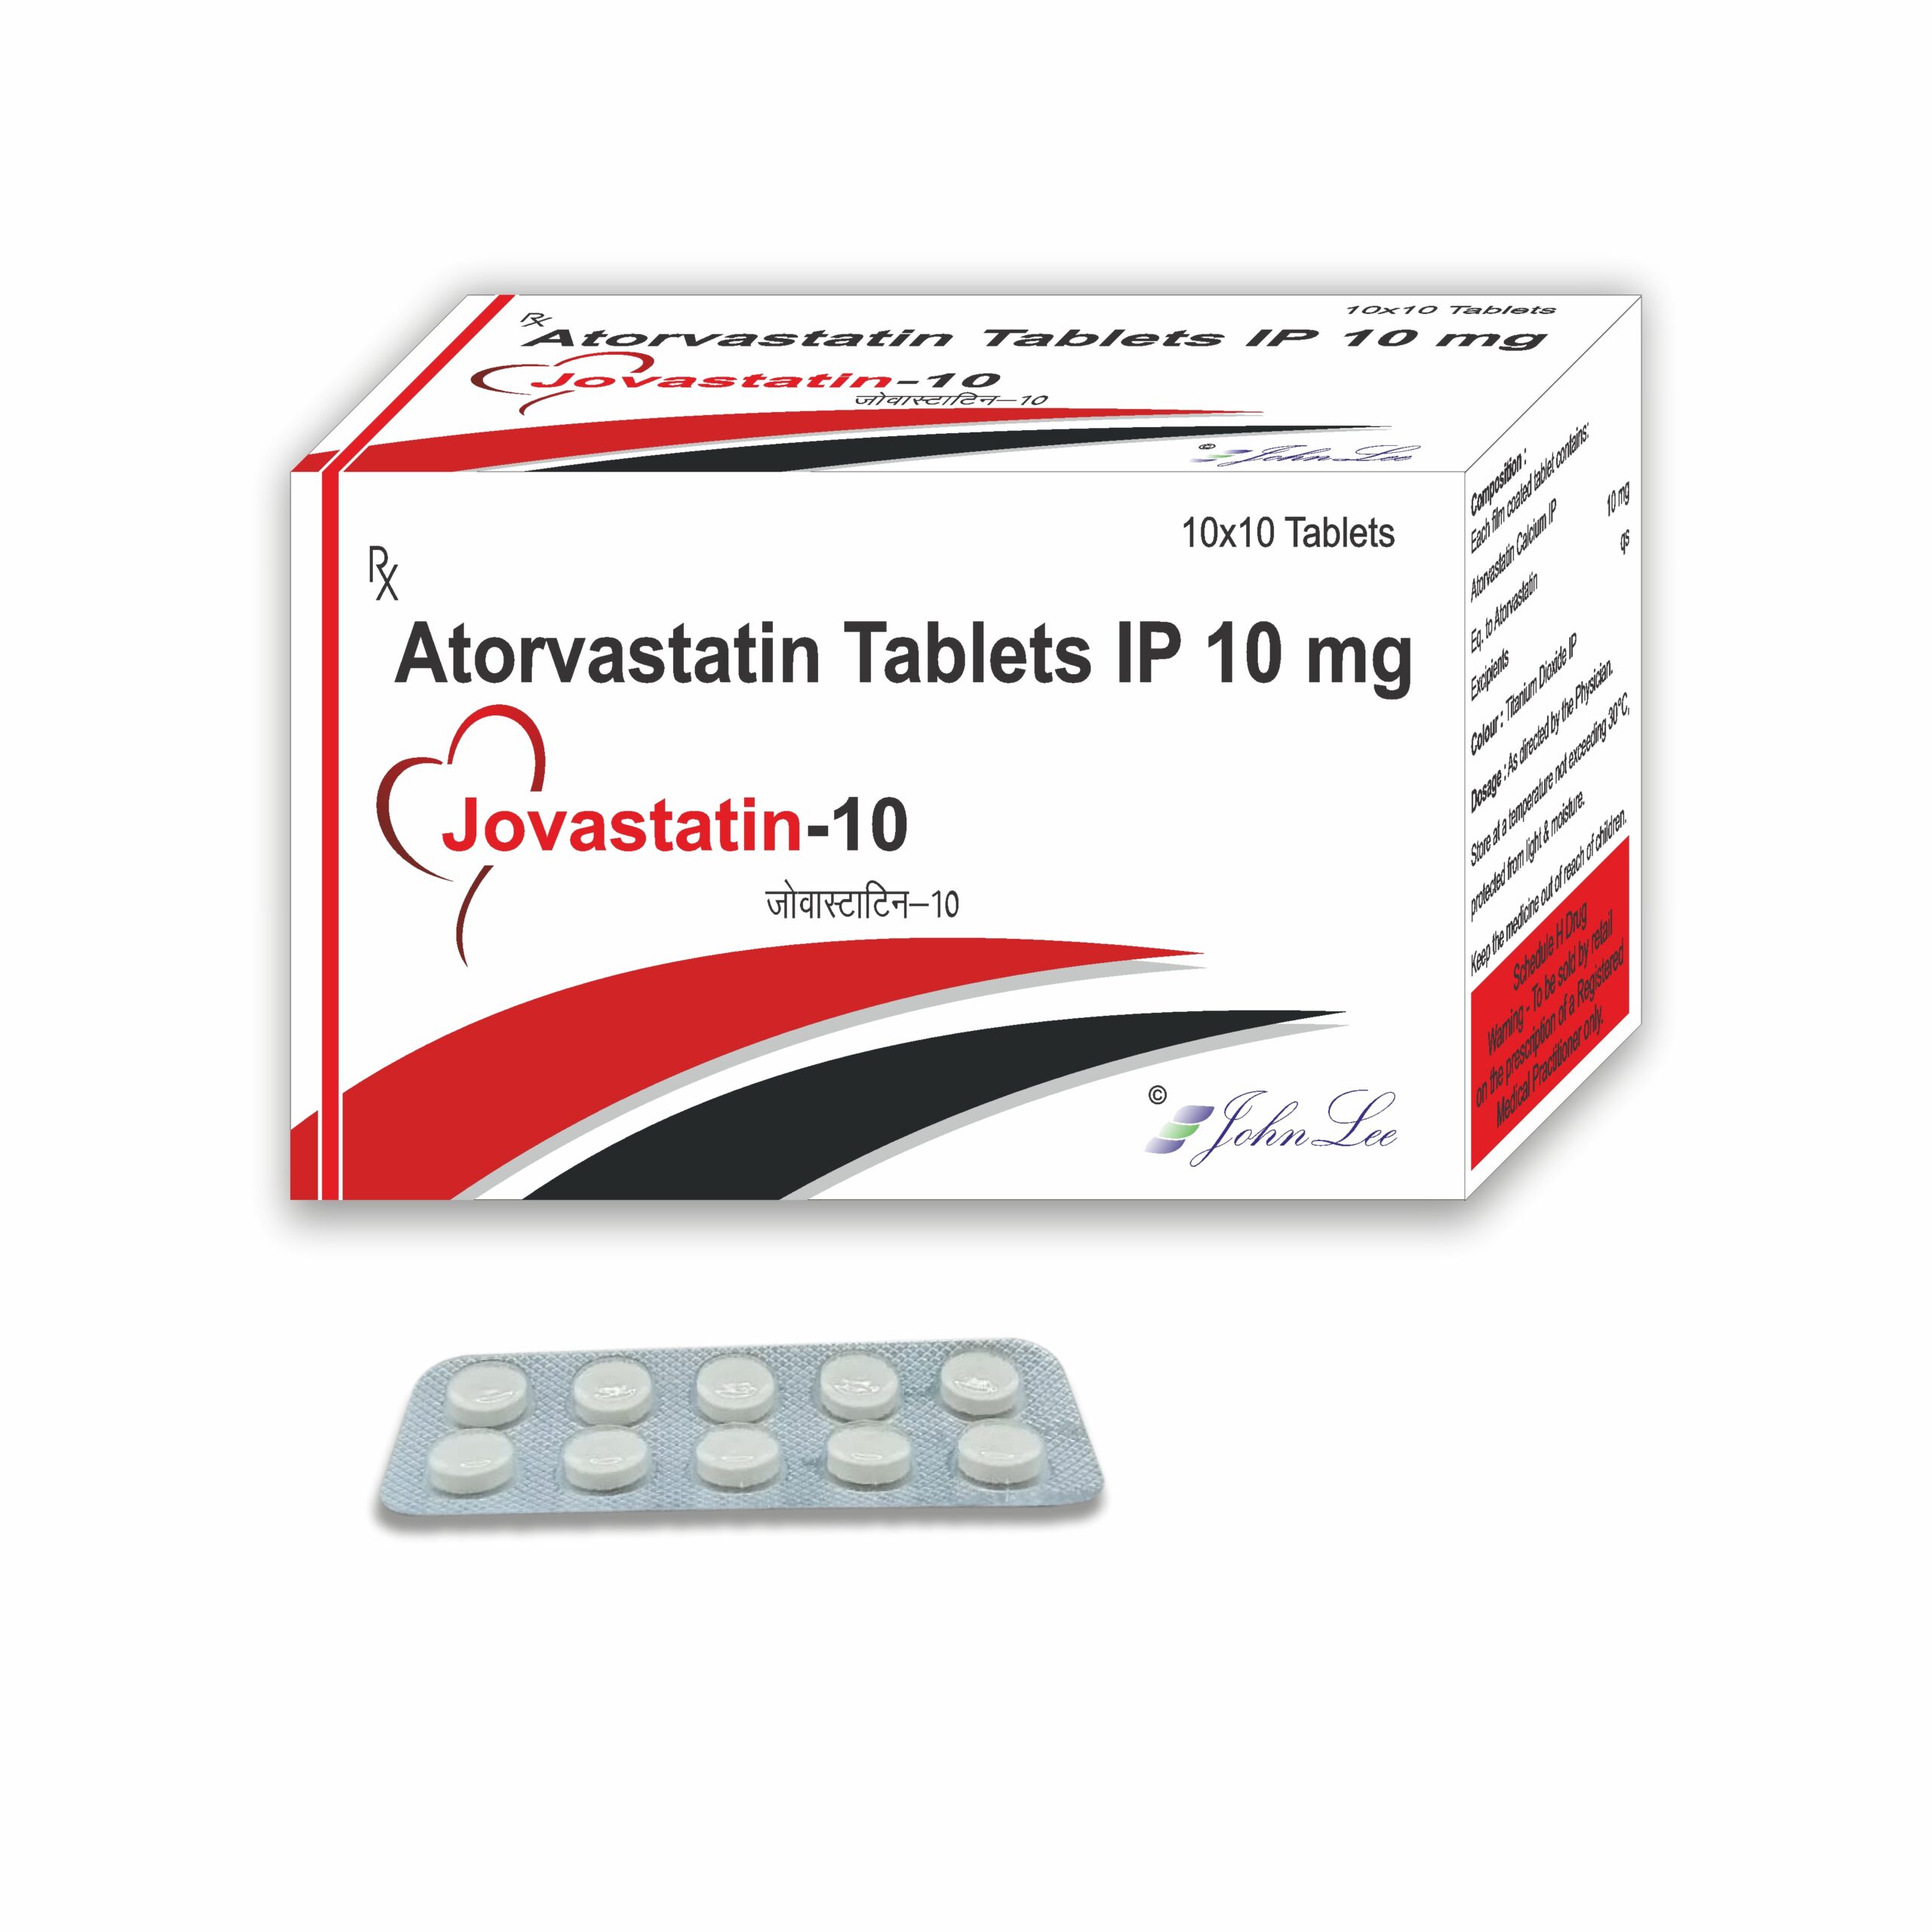 10x10 Tablets
Rx
Atorvastatin Tablets IP 10 mg
Jovastatin-10
जोवास्टाटिन–10
© John Lee
10x10 Tablets
Rx
Atorvastatin Tablets IP 10 mg
Jovastatin-10
जोवास्टाटिन–10
© John Lee
Composition :
Each film coated tablet contains:
Atorvastatin Calcium IP
Eq. to Atorvastatin 10 mg
Excipients qs
Colour : Titanium Dioxide IP
Dosage : As directed by the Physician.
Store at a temperature not exceeding 30°C,
protected from light & moisture.
Keep the medicine out of reach of children.
Schedule H Drug
Warning - To be sold by retail
on the prescription of a Registered
Medical Practitioner only.